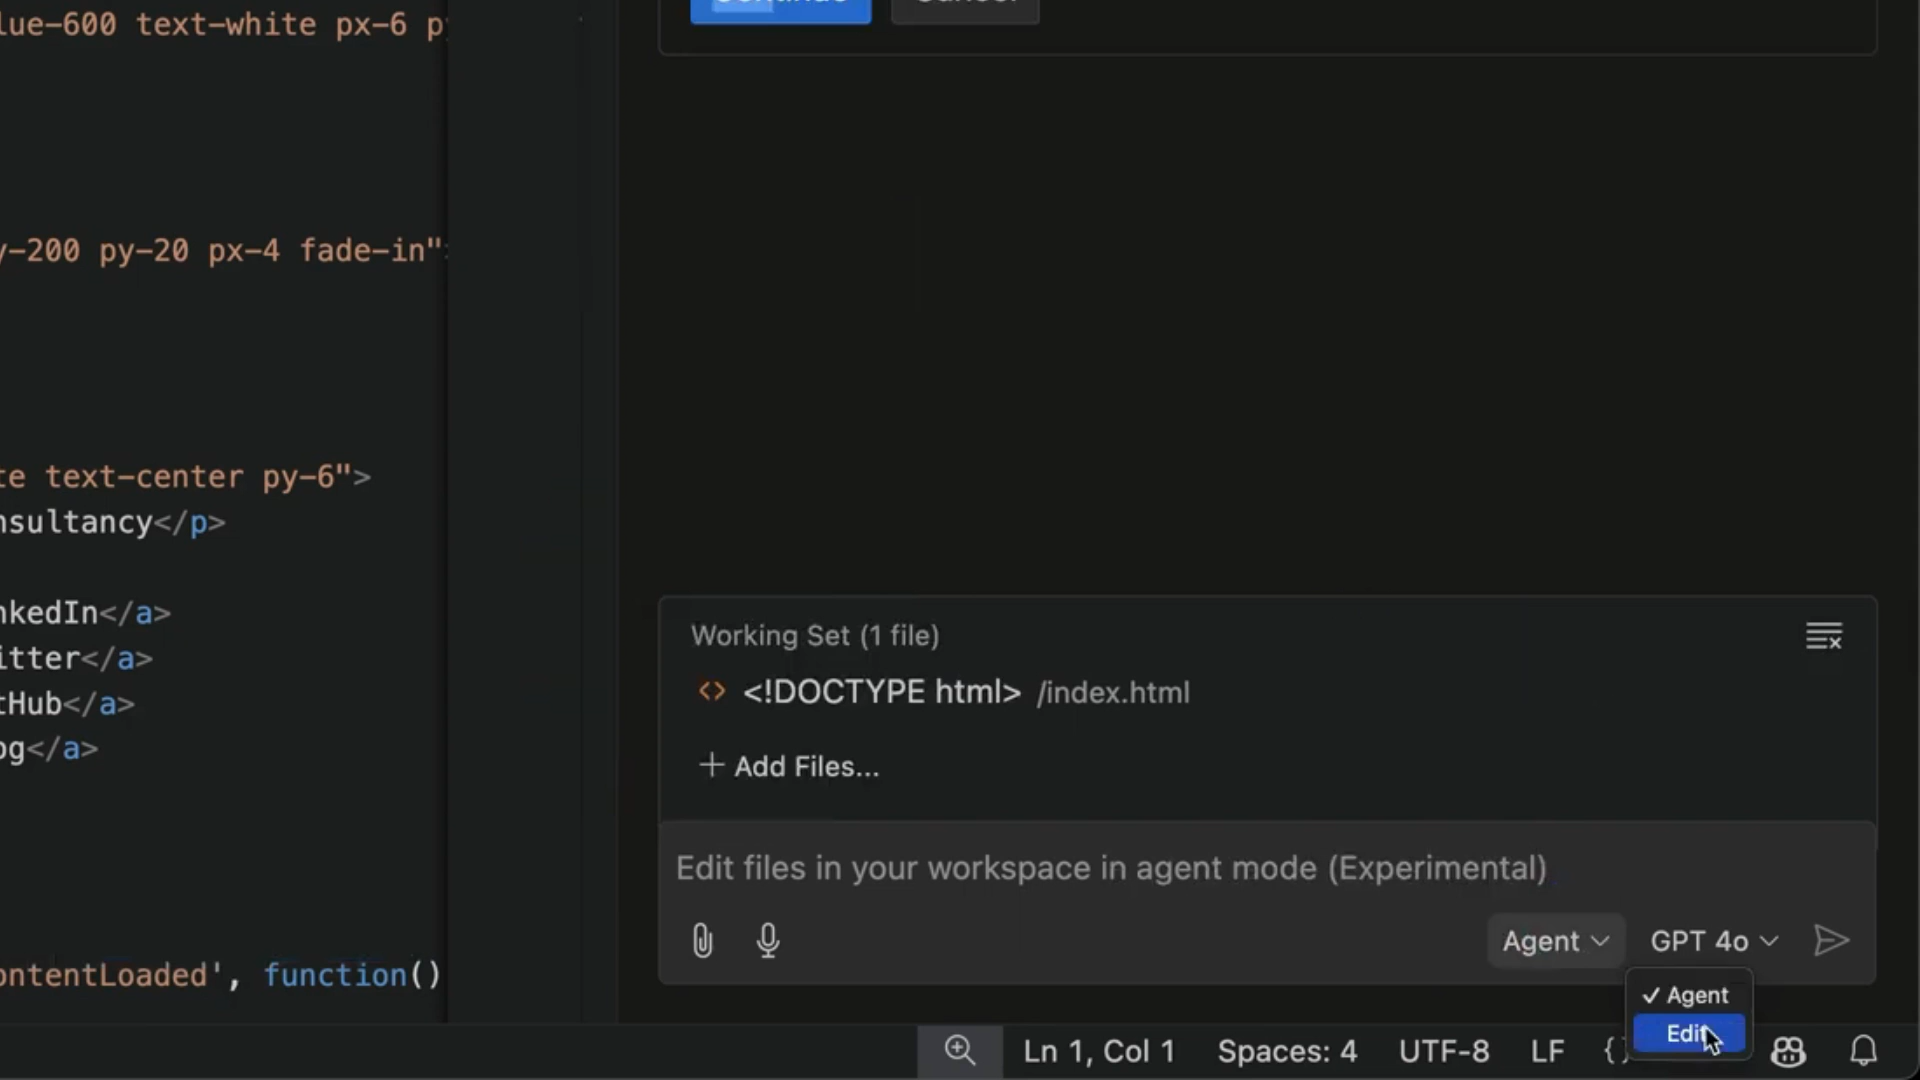 lue-600 text-white px-6 p
y-200 py-20 px-4 fade-in"
te text-center py-6">
nsultancy</p>
nkedIn</a>
itter</a>
tHub</a>
og</a>
ontentLoaded', function()
Continue Cancel
Working Set (1 file)
<> <!DOCTYPE html> /index.html
+ Add Files...
Edit files in your workspace in agent mode (Experimental)
Agent GPT 4o
✓ Agent
Edit
Ln 1, Col 1 Spaces: 4 UTF-8 LF {}